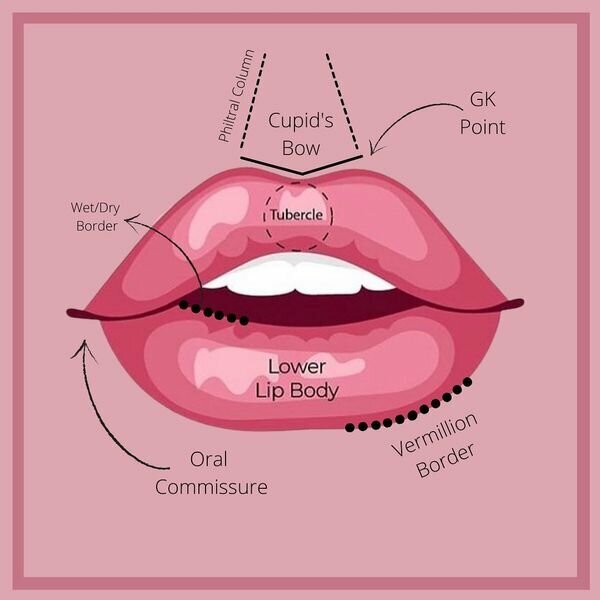 Philtral Column
Cupid's
Bow
GK
Point
Wet/Dry
Border
Tubercle
Lower
Lip Body
Vermillion
Border
Oral
Commissure